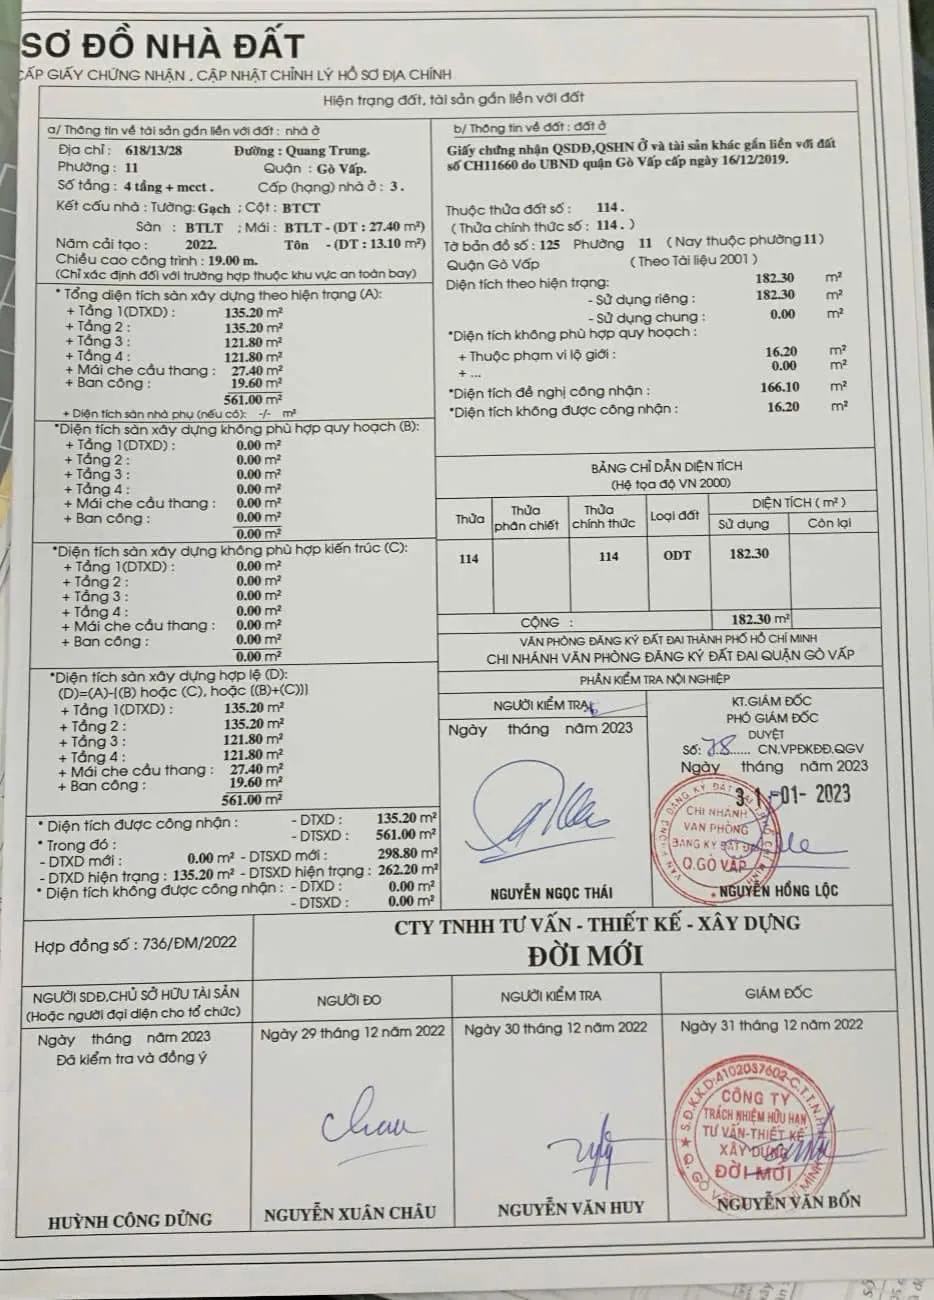 SƠ ĐỒ NHÀ ĐẤT
CẤP GIẤY CHỨNG NHẬN , CẬP NHẬT CHỈNH LÝ HỒ SƠ ĐỊA CHÍNH
Hiện trạng đất, tài sản gắn liền với đất
a/ Thông tin về tài sản gắn liền với đất : nhà ở
Địa chỉ : 618/13/28 Đường : Quang Trung.
Phường : 11 Quận : Gò Vấp.
Số tầng : 4 tầng + mcct . Cấp (hạng) nhà ở : 3 .
Kết cấu nhà : Tường: Gạch ; Cột : BTCT
Sàn : BTLT ; Mái : BTLT - (DT : 27.40 m²)
Năm cải tạo : 2022. Tôn - (DT : 13.10 m²)
Chiều cao công trình : 19.00 m.
(Chỉ xác định đối với trường hợp thuộc khu vực an toàn bay)
* Tổng diện tích sàn xây dựng theo hiện trạng (A):
+ Tầng 1(DTXD) : 135.20 m²
+ Tầng 2 : 135.20 m²
+ Tầng 3 : 121.80 m²
+ Tầng 4 : 121.80 m²
+ Mái che cầu thang : 27.40 m²
+ Ban công : 19.60 m²
561.00 m²
+ Diện tích sàn nhà phụ (nếu có): -/- m²
*Diện tích sàn xây dựng không phù hợp quy hoạch (B):
+ Tầng 1(DTXD) : 0.00 m²
+ Tầng 2 : 0.00 m²
+ Tầng 3 : 0.00 m²
+ Tầng 4 : 0.00 m²
+ Mái che cầu thang : 0.00 m²
+ Ban công : 0.00 m²
0.00 m²
*Diện tích sàn xây dựng không phù hợp kiến trúc (C):
+ Tầng 1(DTXD) : 0.00 m²
+ Tầng 2 : 0.00 m²
+ Tầng 3 : 0.00 m²
+ Tầng 4 : 0.00 m²
+ Mái che cầu thang : 0.00 m²
+ Ban công : 0.00 m²
0.00 m²
*Diện tích sàn xây dựng hợp lệ (D):
(D)=(A)-[(B) hoặc (C), hoặc [(B)+(C)]]
+ Tầng 1(DTXD) : 135.20 m²
+ Tầng 2 : 135.20 m²
+ Tầng 3 : 121.80 m²
+ Tầng 4 : 121.80 m²
+ Mái che cầu thang : 27.40 m²
+ Ban công : 19.60 m²
561.00 m²
* Diện tích được công nhận : - DTXD : 135.20 m²
- DTSXD : 561.00 m²
* Trong đó :
- DTXD mới : 0.00 m² - DTSXD mới : 298.80 m²
- DTXD hiện trạng : 135.20 m² - DTSXD hiện trạng : 262.20 m²
* Diện tích không được công nhận : - DTXD : 0.00 m²
- DTSXD : 0.00 m²
b/ Thông tin về đất : đất ở
Giấy chứng nhận QSDĐ,QSHN Ở và tài sản khác gắn liền với đất
số CH11660 do UBND quận Gò Vấp cấp ngày 16/12/2019.
Thuộc thửa đất số : 114 .
( Thửa chính thức số : 114 . )
Tờ bản đồ số : 125 Phường 11 ( Nay thuộc phường 11 )
Quận Gò Vấp ( Theo Tài liệu 2001 )
Diện tích theo hiện trạng: 182.30 m²
- Sử dụng riêng : 182.30 m²
- Sử dụng chung : 0.00 m²
*Diện tích không phù hợp quy hoạch :
+ Thuộc phạm vi lộ giới : 16.20 m²
+ ... 0.00 m²
*Diện tích đề nghị công nhận : 166.10 m²
*Diện tích không được công nhận : 16.20 m²
BẢNG CHỈ DẪN DIỆN TÍCH
(Hệ tọa độ VN 2000)
Thửa Thửa phân chiết Thửa chính thức Loại đất DIỆN TÍCH ( m² )
Sử dụng Còn lại
114 114 ODT 182.30
CỘNG : 182.30 m²
VĂN PHÒNG ĐĂNG KÝ ĐẤT ĐAI THÀNH PHỐ HỒ CHÍ MINH
CHI NHÁNH VĂN PHÒNG ĐĂNG KÝ ĐẤT ĐAI QUẬN GÒ VẤP
PHẦN KIỂM TRA NỘI NGHIỆP
NGƯỜI KIỂM TRA
Ngày tháng năm 2023
NGUYỄN NGỌC THÁI
KT.GIÁM ĐỐC
PHÓ GIÁM ĐỐC
DUYỆT
Số: 78...... CN.VPĐKĐĐ.QGV
Ngày tháng năm 2023
31 -01- 2023
CHI NHÁNH
VĂN PHÒNG
ĐĂNG KÝ ĐẤT ĐAI
Q.GÒ VẤP
NGUYỄN HỒNG LỘC
Hợp đồng số : 736/ĐM/2022
CTY TNHH TƯ VẤN - THIẾT KẾ - XÂY DỰNG
ĐỜI MỚI
NGƯỜI SDĐ,CHỦ SỞ HỮU TÀI SẢN
(Hoặc người đại diện cho tổ chức)
Ngày tháng năm 2023
Đã kiểm tra và đồng ý
HUỲNH CÔNG DỨNG
NGƯỜI ĐO
Ngày 29 tháng 12 năm 2022
NGUYỄN XUÂN CHÂU
NGƯỜI KIỂM TRA
Ngày 30 tháng 12 năm 2022
NGUYỄN VĂN HUY
GIÁM ĐỐC
Ngày 31 tháng 12 năm 2022
S.Đ.K.K.D:4102037602-C.T.T.N.H.H
CÔNG TY
TRÁCH NHIỆM HỮU HẠN
TƯ VẤN-THIẾT KẾ
XÂY DỰNG
ĐỜI MỚI
NGUYỄN VĂN BỐN